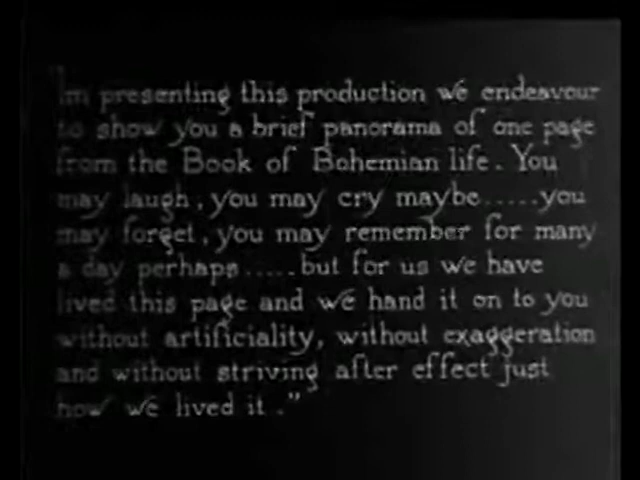 "In presenting this production we endeavour
to show you a brief panorama of one page
from the Book of Bohemian life. You
may laugh, you may cry maybe.....you
may forget, you may remember for many
a day perhaps.....but for us we have
lived this page and we hand it on to you
without artificiality, without exaggeration
and without striving after effect just
how we lived it."